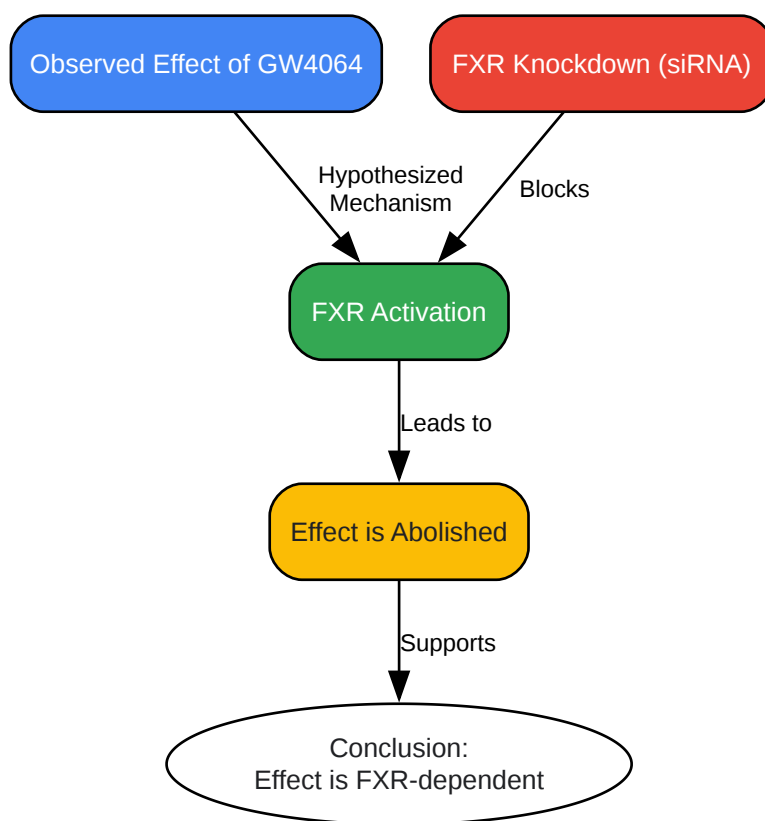 Observed Effect of GW4064
FXR Knockdown (siRNA)
Hypothesized
Mechanism
Blocks
FXR Activation
Leads to
Effect is Abolished
Supports
Conclusion:
Effect is FXR-dependent